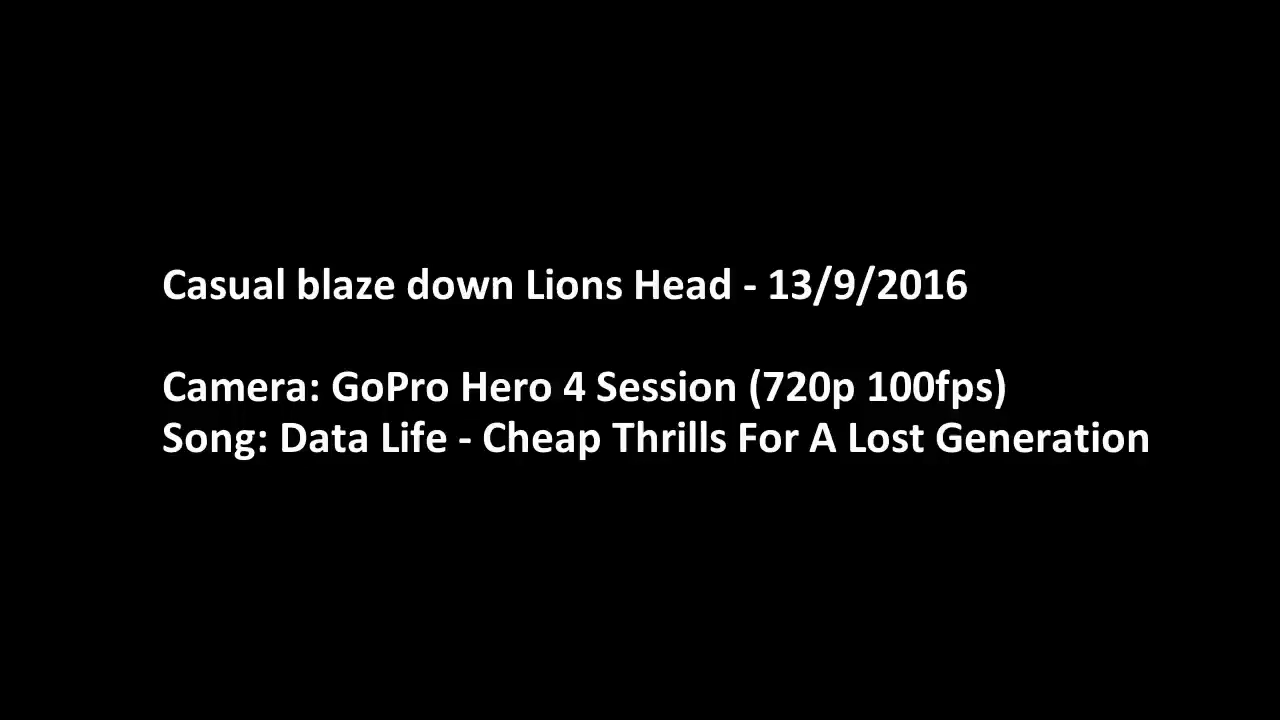 Casual blaze down Lions Head - 13/9/2016
Camera: GoPro Hero 4 Session (720p 100fps)
Song: Data Life - Cheap Thrills For A Lost Generation